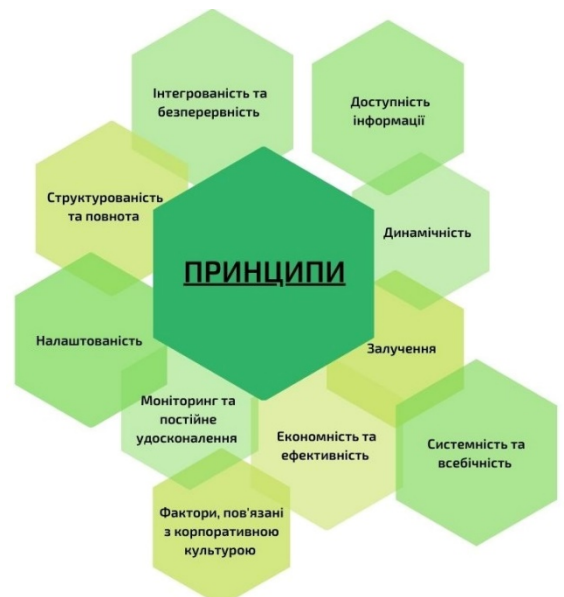 Інтегрованість та
безперервність
Доступність
інформації
Структурованість
та повнота
Динамічність
ПРИНЦИПИ
Налаштованість
Залучення
Моніторинг та
постійне
удосконалення
Економність та
ефективність
Системність та
всебічність
Фактори, пов'язані
з корпоративною
культурою